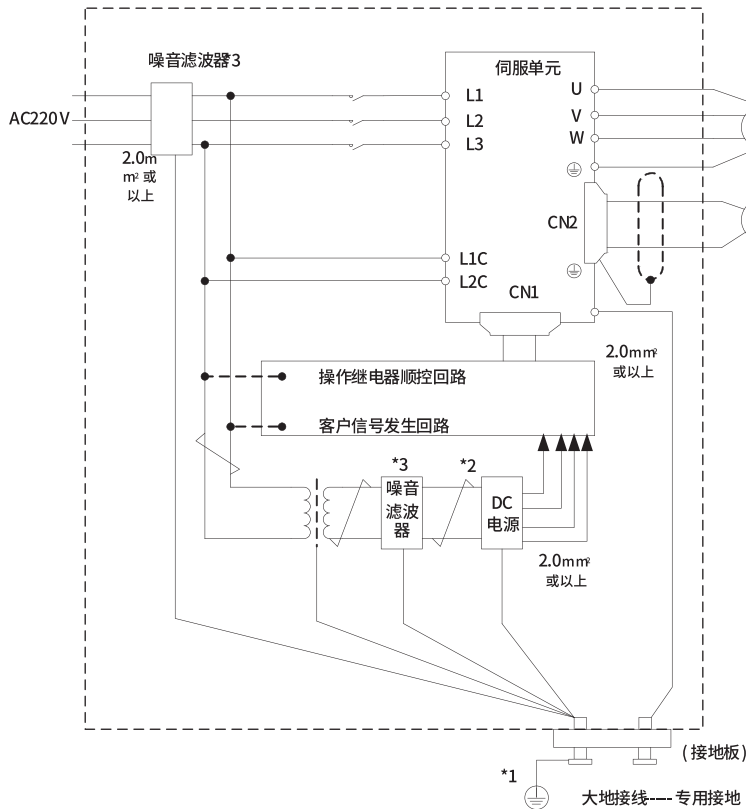 噪音滤波器*3
伺服单元
AC220V
L1
L2
L3
U
V
W
2.0m
m² 或
以上
CN2
L1C
L2C
CN1
2.0mm²
或以上
操作继电器顺控回路
客户信号发生回路
*3
*2
噪音
滤波
器
DC
电源
2.0mm²
或以上
(接地板)
*1
大地接线----专用接地